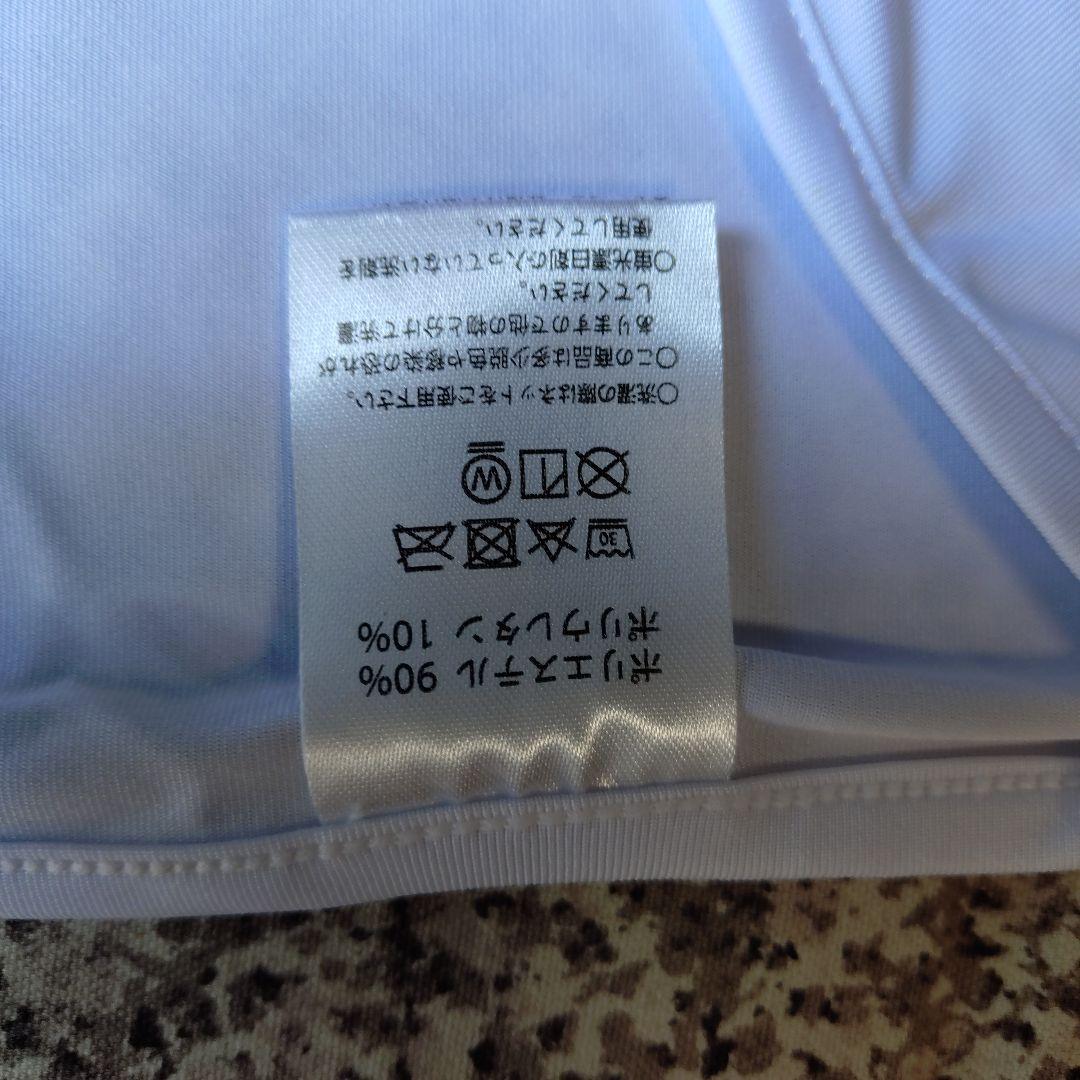 ポリエステル 90%
ポリウレタン 10%
30
W
○洗濯の際はネットをご使用下さい。
○この商品は多少脱色や移染の恐れが
ありますので他の物と分けて洗濯
してください。
○蛍光漂白剤の入っていない洗剤を
使用してください。